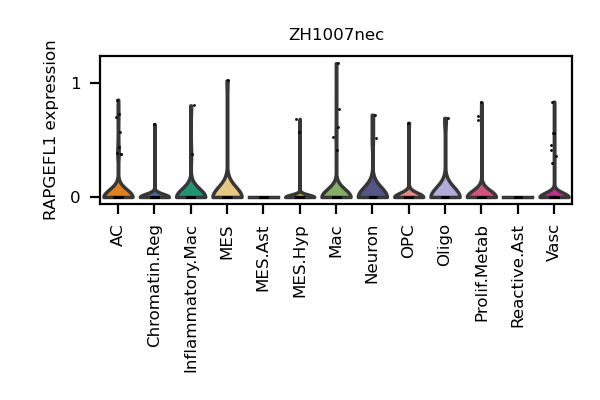 ZH1007nec
RAPGEFL1 expression
1
0
AC
Chromatin.Reg
Inflammatory.Mac
MES
MES.Ast
MES.Hyp
Mac
Neuron
OPC
Oligo
Prolif.Metab
Reactive.Ast
Vasc